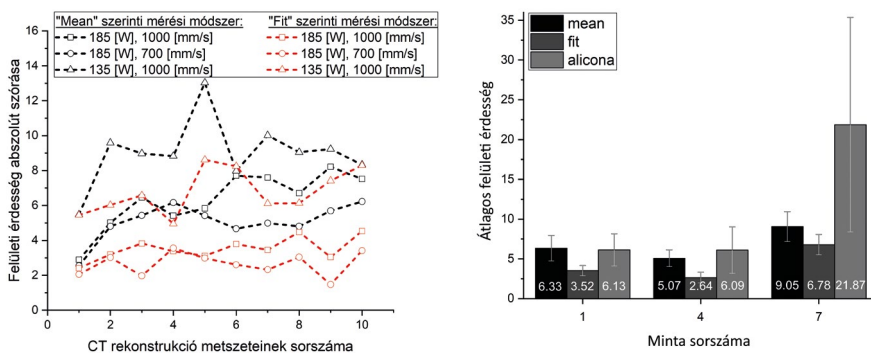 "Mean" szerinti mérési módszer: "Fit" szerinti mérési módszer:
185 [W], 1000 [mm/s] 185 [W], 1000 [mm/s]
185 [W], 700 [mm/s] 185 [W], 700 [mm/s]
135 [W], 1000 [mm/s] 135 [W], 1000 [mm/s]
Felületi érdesség abszolút szórása
16
14
12
10
8
6
4
2
0
0 2 4 6 8 10
CT rekonstrukció metszeteinek sorszáma
mean
fit
alicona
Átlagos felületi érdesség
35
30
25
20
15
10
5
0
6.33 3.52 6.13 5.07 2.64 6.09 9.05 6.78 21.87
1 4 7
Minta sorszáma